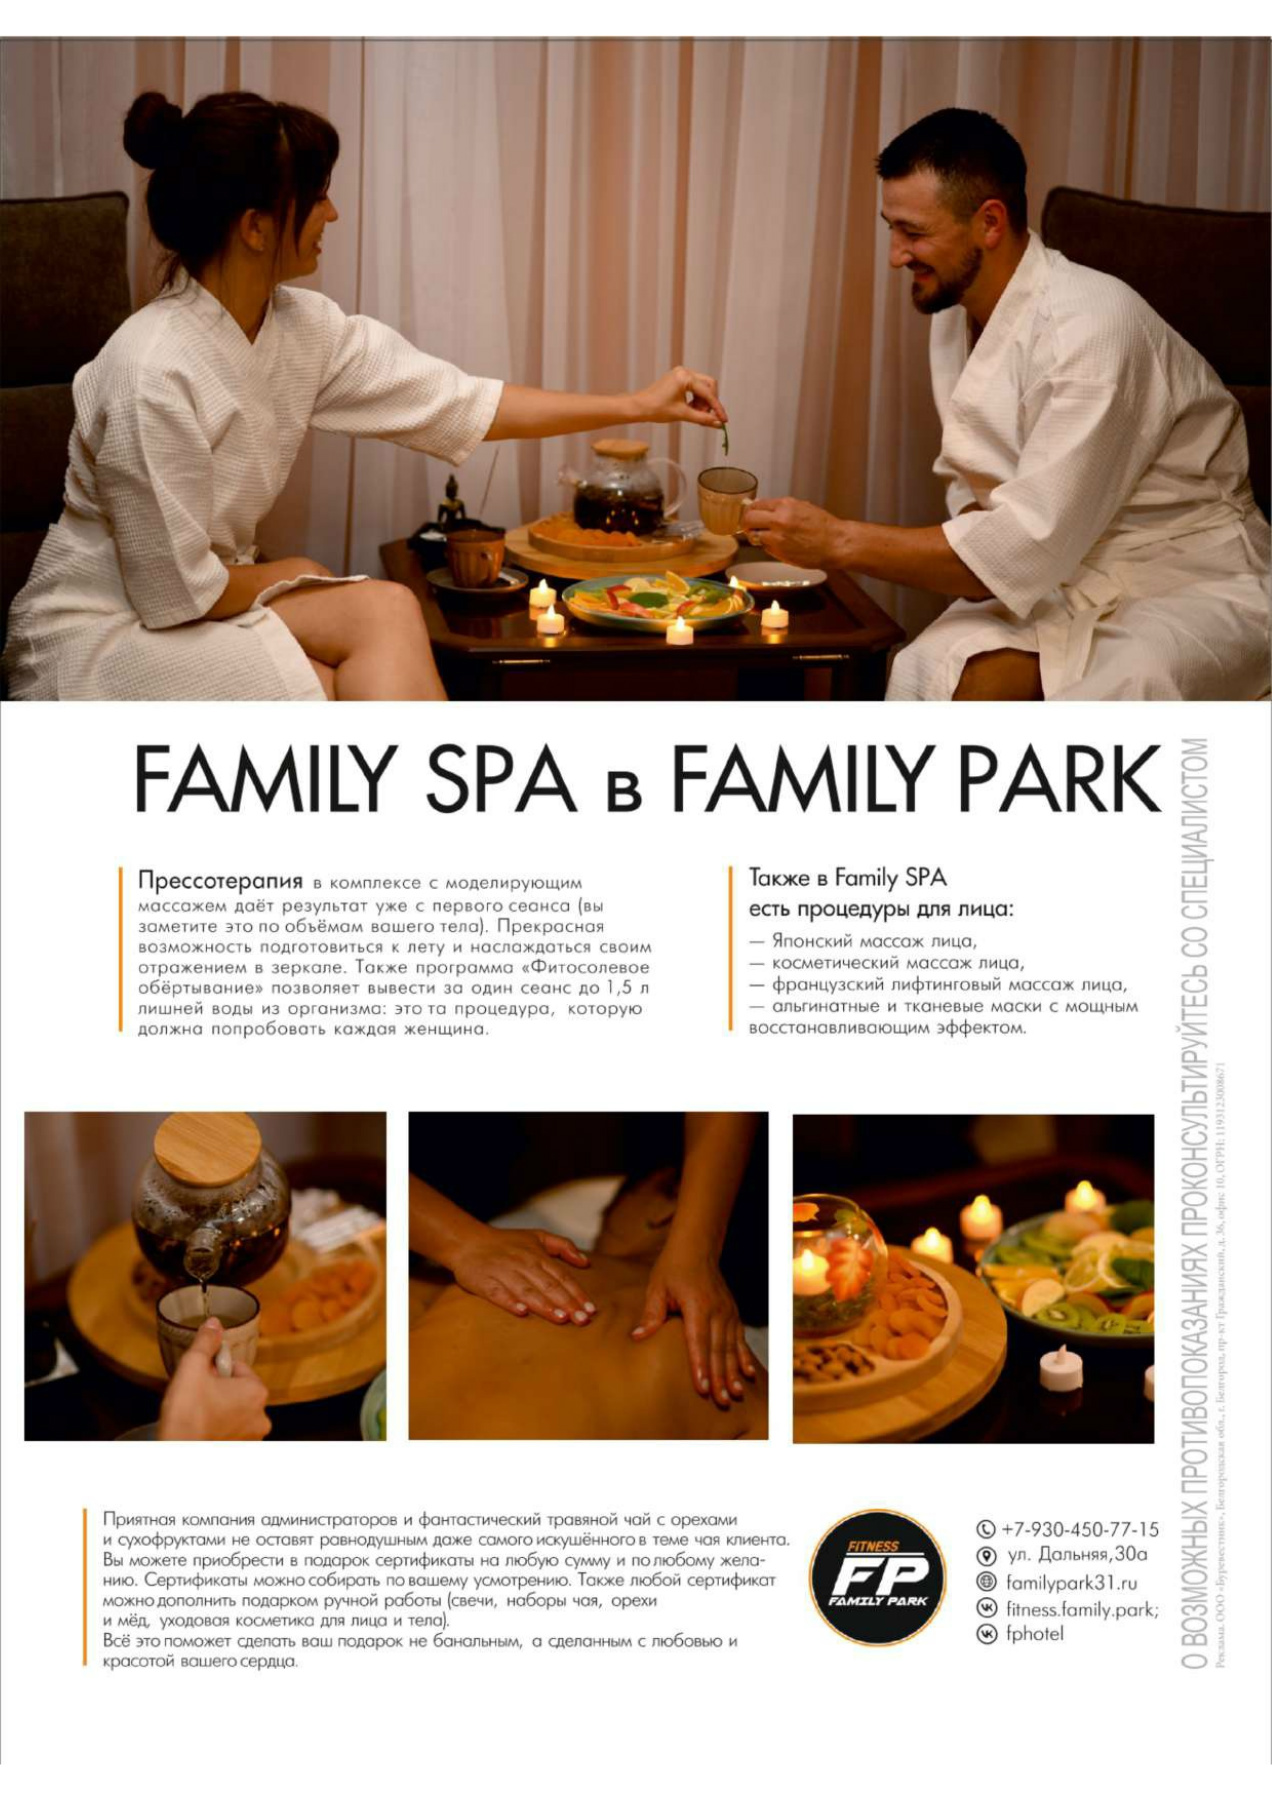 FAMILY SPA в FAMILY PARK
Прессотерапия в комплексе с моделирующим
массажем даёт результат уже с первого сеанса (вы
заметите это по объёмам вашего тела). Прекрасная
возможность подготовиться к лету и наслаждаться своим
отражением в зеркале. Также программа «Фитосолевое
обёртывание» позволяет вывести за один сеанс до 1,5 л
лишней воды из организма: это та процедура, которую
должна попробовать каждая женщина.
Также в Family SPA
есть процедуры для лица:
— Японский массаж лица,
— косметический массаж лица,
— французский лифтинговый массаж лица,
— альгинатные и тканевые маски с мощным
восстанавливающим эффектом.
Приятная компания администраторов и фантастический травяной чай с орехами
и сухофруктами не оставят равнодушным даже самого искушённого в теме чая клиента.
Вы можете приобрести в подарок сертификаты на любую сумму и по любому жела-
нию. Сертификаты можно собирать по вашему усмотрению. Также любой сертификат
можно дополнить подарком ручной работы (свечи, наборы чая, орехи
и мёд, уходовая косметика для лица и тела).
Всё это поможет сделать ваш подарок не банальным, а сделанным с любовью и
красотой вашего сердца.
FITNESS
FP
FAMILY PARK
+7-930-450-77-15
ул. Дальняя,30а
familypark31.ru
fitness.family.park;
fphotel
О ВОЗМОЖНЫХ ПРОТИВОПОКАЗАНИЯХ ПРОКОНСУЛЬТИРУЙТЕСЬ СО СПЕЦИАЛИСТОМ
Реклама. ООО «Буревестник», Белгородская обл., г. Белгород, пр-кт Гражданский, д. 36, офис 10, ОГРН: 1193123008671